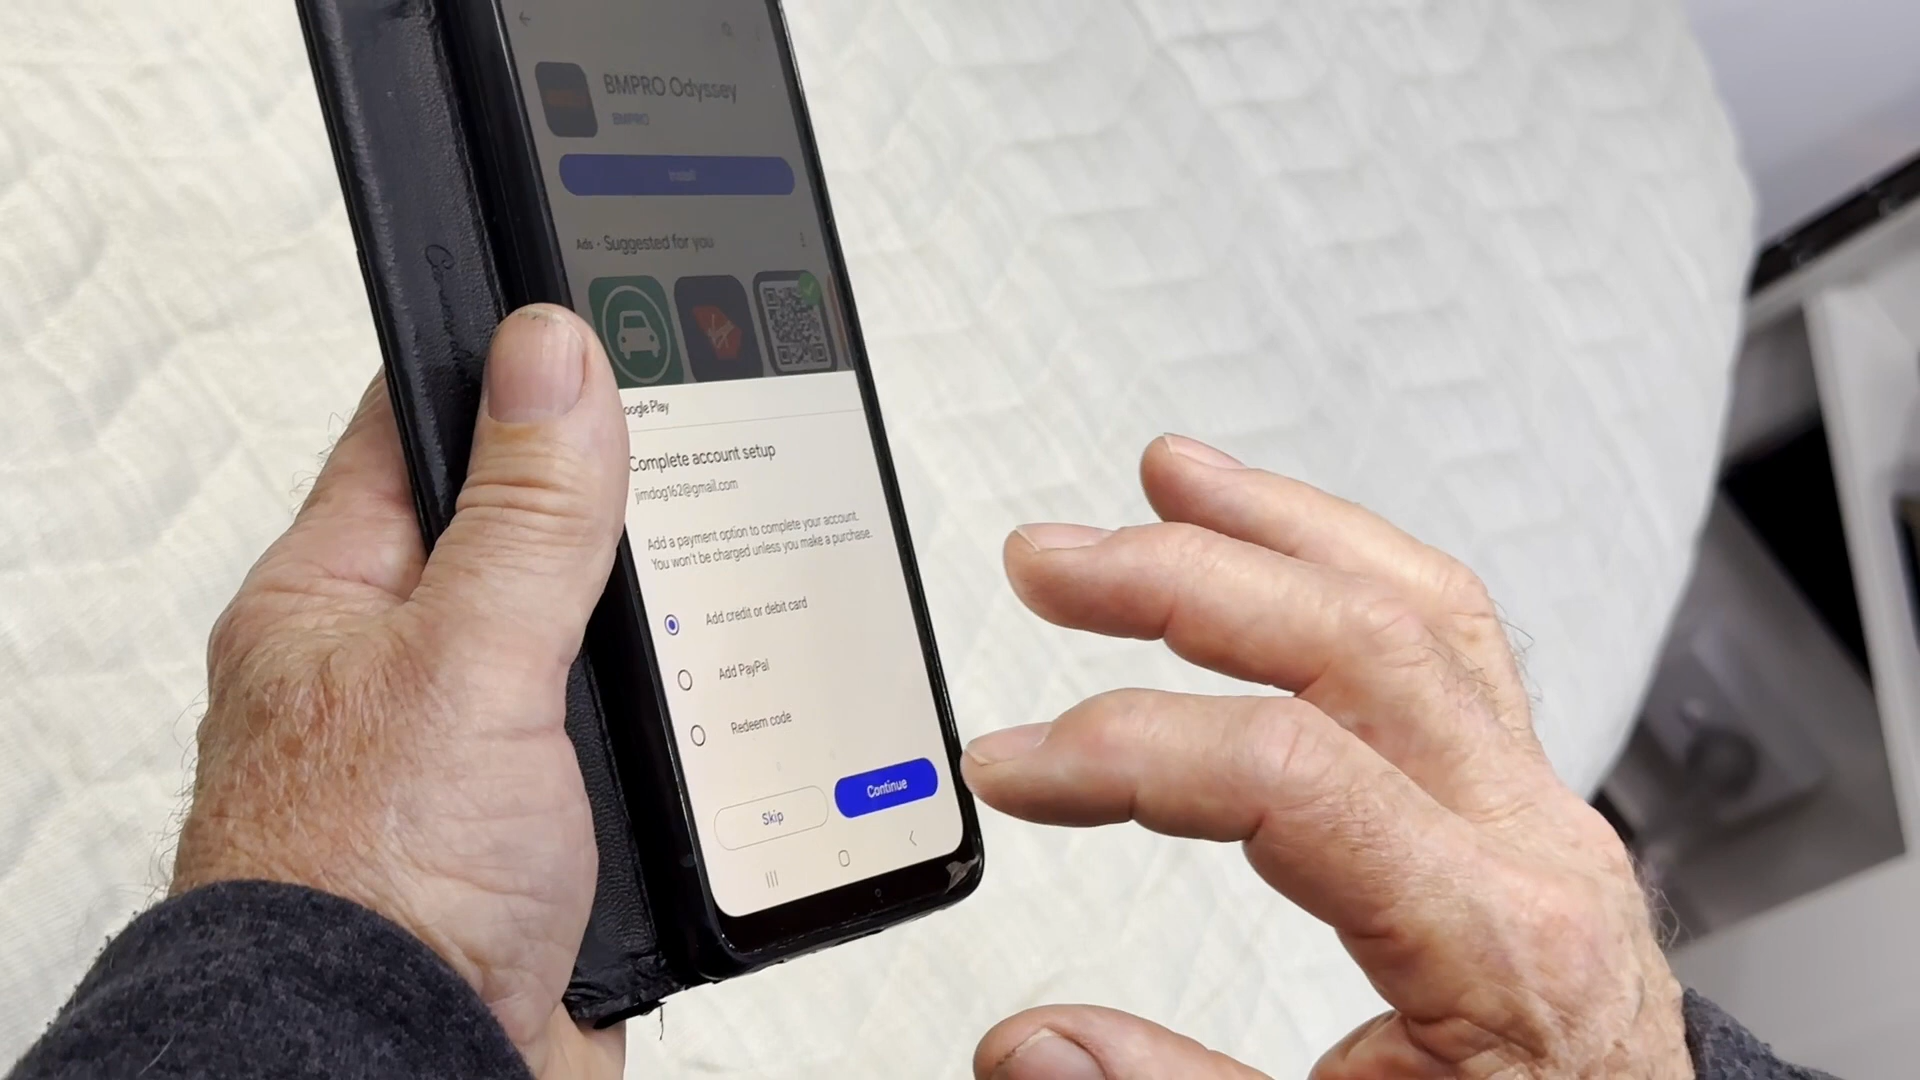 BMPRO Odyssey
BMPRO
Install
Ads · Suggested for you
oogle Play
Complete account setup
jimdog162@gmail.com
Add a payment option to complete your account.
You won't be charged unless you make a purchase.
Add credit or debit card
Add PayPal
Redeem code
Skip
Continue